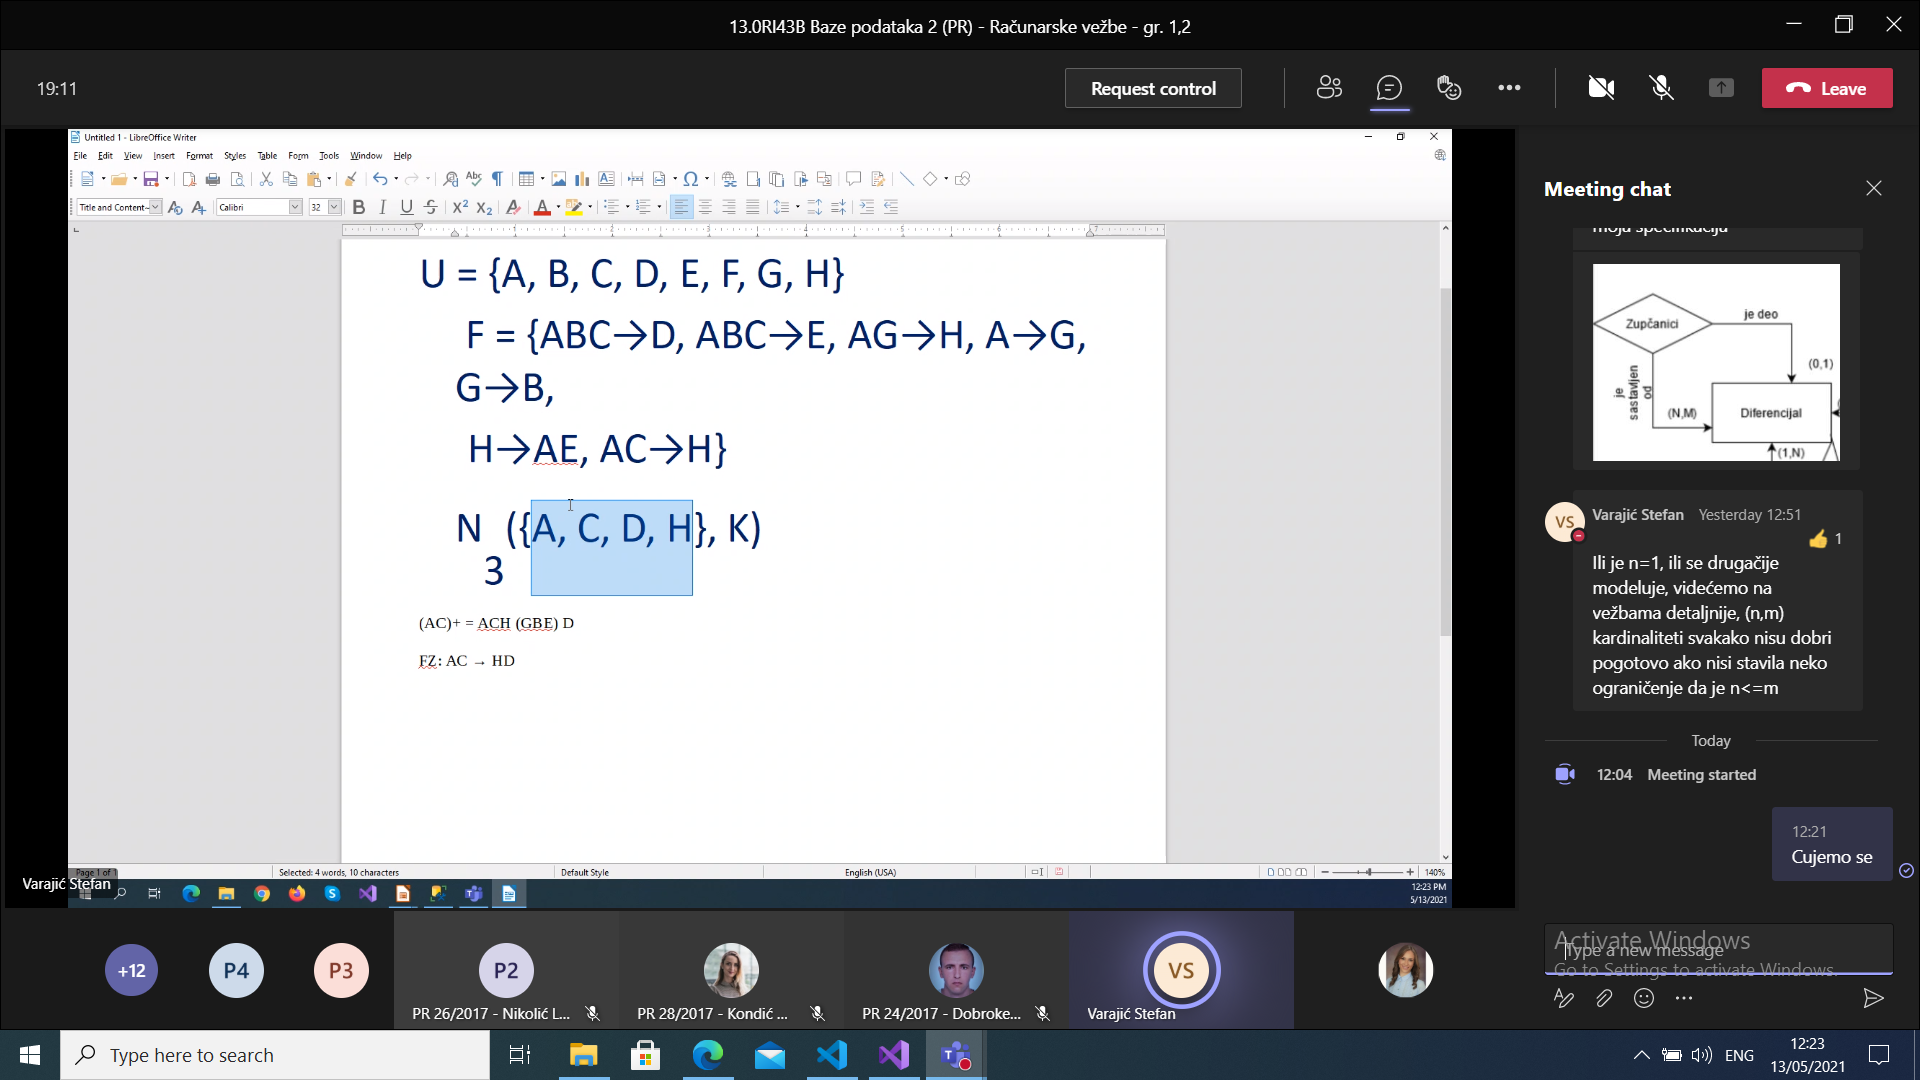 13.0RI43B Baze podataka 2 (PR) - Računarske vežbe - gr. 1,2
19:11
Request control
Leave
Untitled 1 - LibreOffice Writer
File Edit View Insert Format Styles Table Form Tools Window Help
Title and Content~ Calibri 32
U = {A, B, C, D, E, F, G, H}
F = {ABC→D, ABC→E, AG→H, A→G,
G→B,
H→AE, AC→H}
N ({A, C, D, H}, K)
3
(AC)+ = ACH (GBE) D
FZ: AC → HD
Page 1 of 1
Selected: 4 words, 10 characters
Default Style
English (USA)
140%
Varajić Stefan
12:23 PM
5/13/2021
Meeting chat
moja specifikacija
Zupčanici
je deo
(0,1)
je
sastavljen
od
(N,M)
Diferencijal
(1,N)
VS
Varajić Stefan Yesterday 12:51
1
Ili je n=1, ili se drugačije
modeluje, videćemo na
vežbama detaljnije, (n,m)
kardinaliteti svakako nisu dobri
pogotovo ako nisi stavila neko
ograničenje da je n<=m
Today
12:04 Meeting started
12:21
Cujemo se
Activate Windows
Type a new message
Go to Settings to activate Windows.
+12
P4
P3
P2
PR 26/2017 - Nikolić L...
PR 28/2017 - Kondić ...
PR 24/2017 - Dobroke...
VS
Varajić Stefan
Type here to search
ENG
12:23
13/05/2021